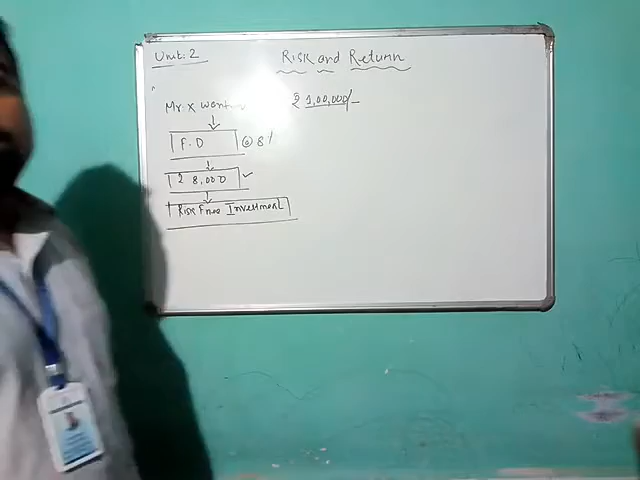 Unit: 2
Risk and Return
Mr. X wants ₹ 1,00,000/-
F.D @ 8%
₹ 8,000 ✓
Risk Free Investment